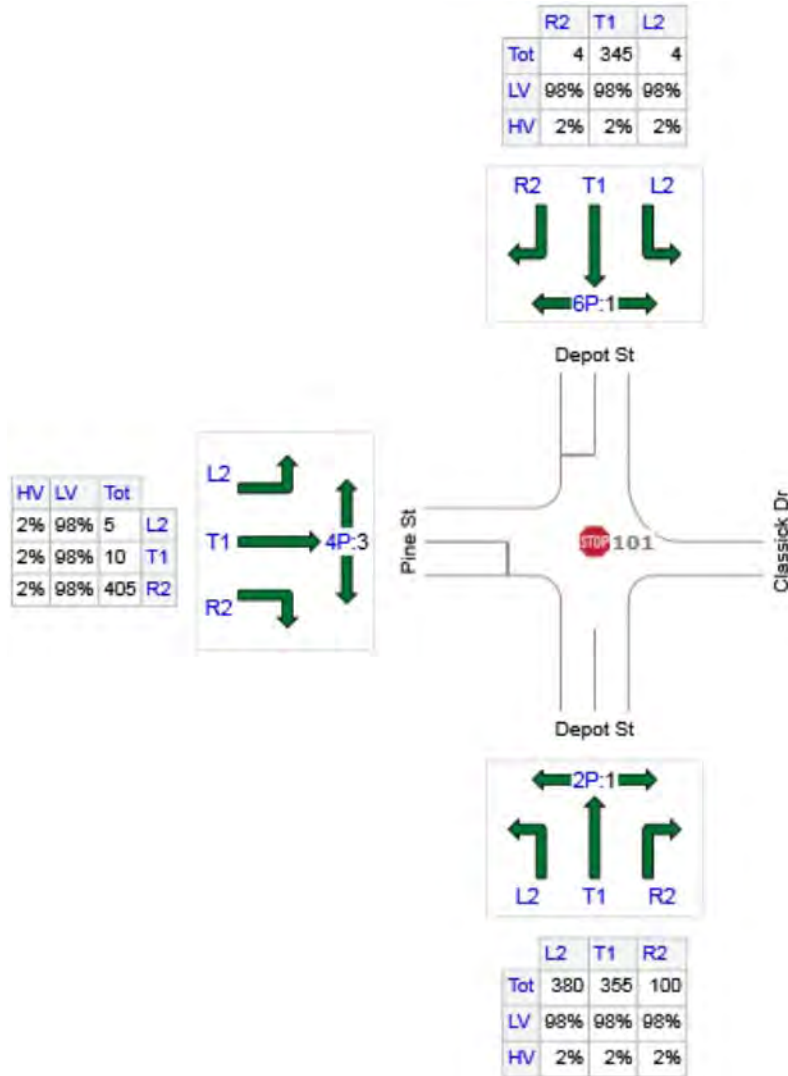 R2 T1 L2
Tot 4 345 4
LV 98% 98% 98%
HV 2% 2% 2%
R2 T1 L2
6P:1
Depot St
HV LV Tot
2% 98% 5 L2
2% 98% 10 T1
2% 98% 405 R2
L2
T1 4P:3
R2
Pine St
STOP 101
Classick Dr
Depot St
2P:1
L2 T1 R2
L2 T1 R2
Tot 380 355 100
LV 98% 98% 98%
HV 2% 2% 2%